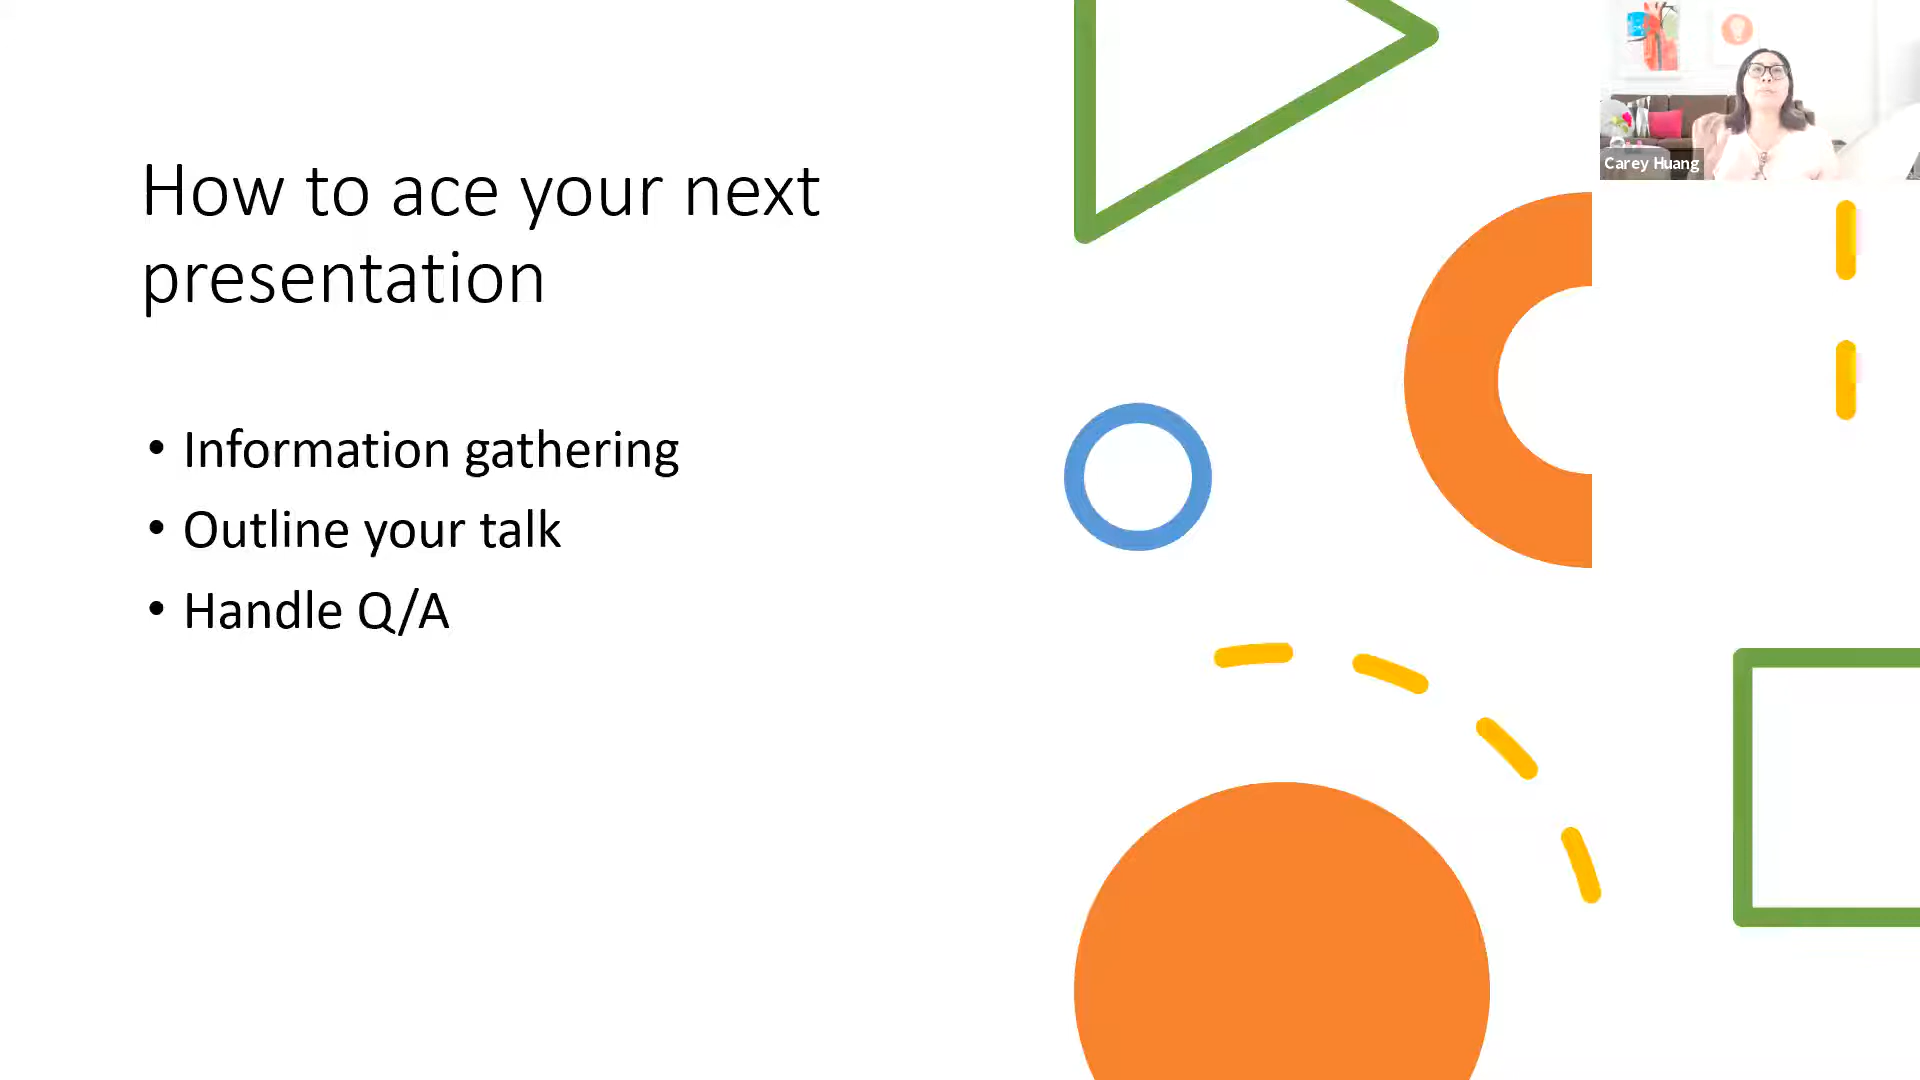 How to ace your next
presentation
• Information gathering
• Outline your talk
• Handle Q/A
Carey Huang